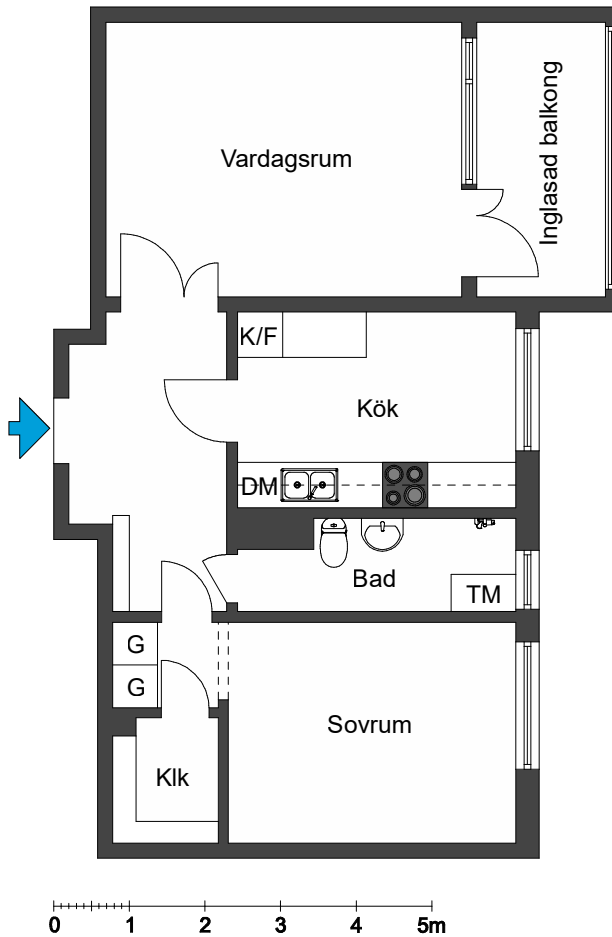 Vardagsrum
Inglasad balkong
K/F
Kök
DM
Bad
TM
G
G
Sovrum
Klk
0 1 2 3 4 5m